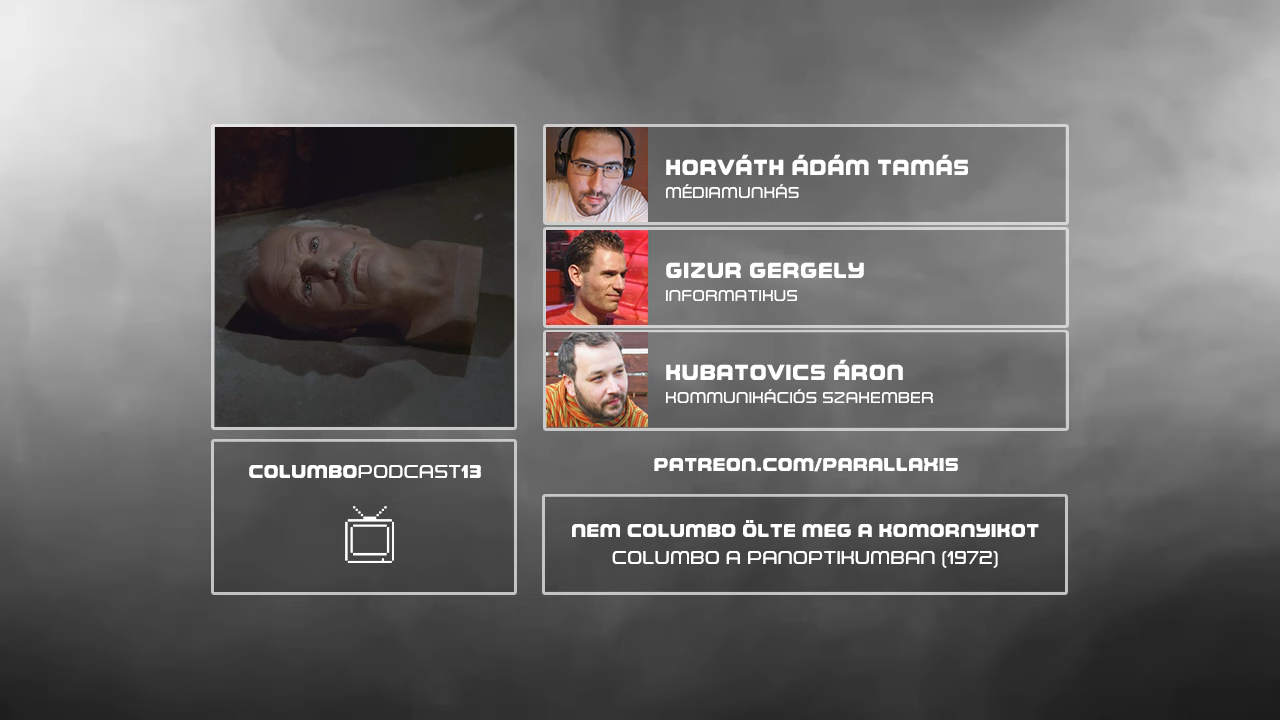 HORVÁTH ÁDÁM TAMÁS
MÉDIAMUNKÁS
GIZUR GERGELY
INFORMATIKUS
KUBATOVICS ÁRON
KOMMUNIKÁCIÓS SZAKEMBER
COLUMBOPODCAST13
PATREON.COM/PARALLAXIS
NEM COLUMBO ÖLTE MEG A KOMORNYIKOT
COLUMBO A PANOPTIKUMBAN (1972)